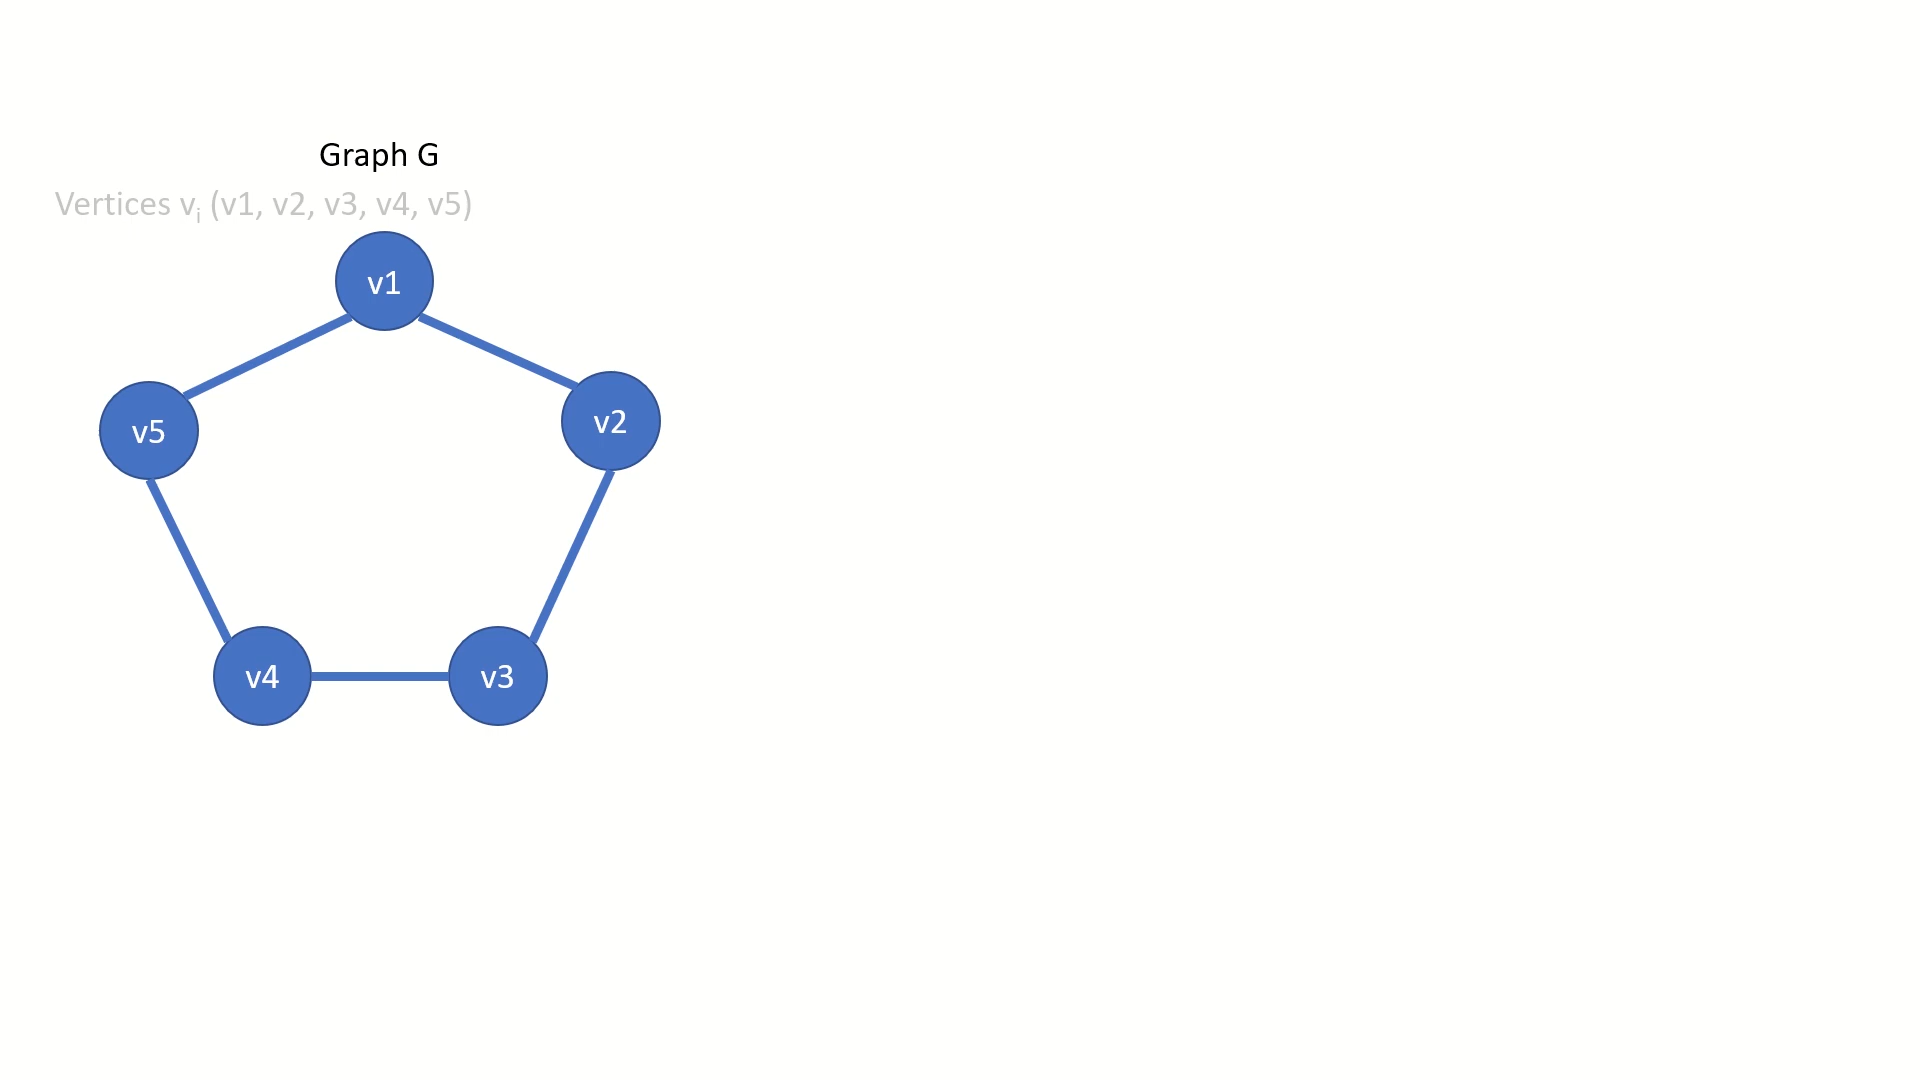 Graph G
Vertices vᵢ (v1, v2, v3, v4, v5)
v1
v2
v5
v4
v3